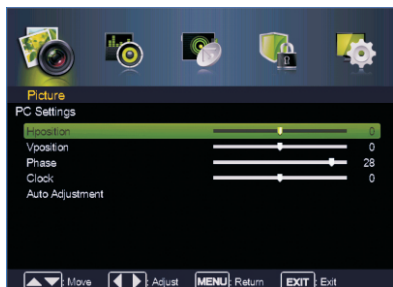 Picture
PC Settings
Hposition 0
Vposition 0
Phase 28
Clock 0
Auto Adjustment
▲▼: Move ◀▶: Adjust MENU: Return EXIT: Exit